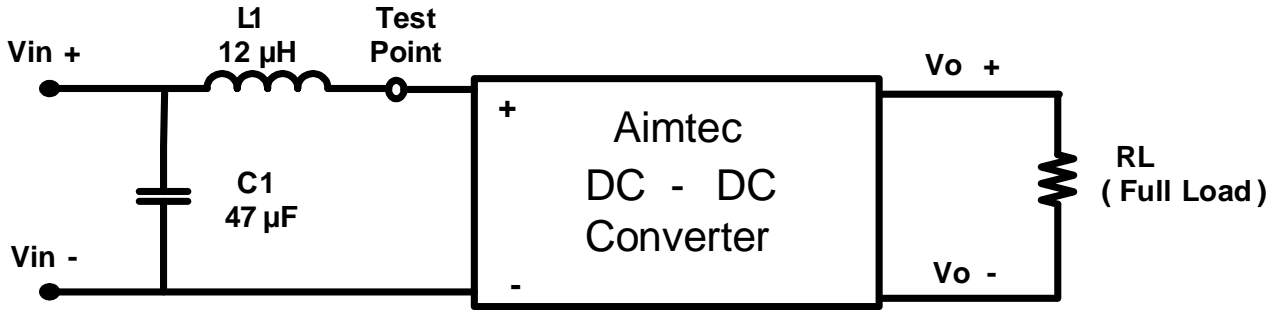 L1
12 µH
Test
Point
Vin +
Vo +
+
Aimtec
DC - DC
Converter
C1
47 µF
RL
( Full Load )
Vin -
-
Vo -